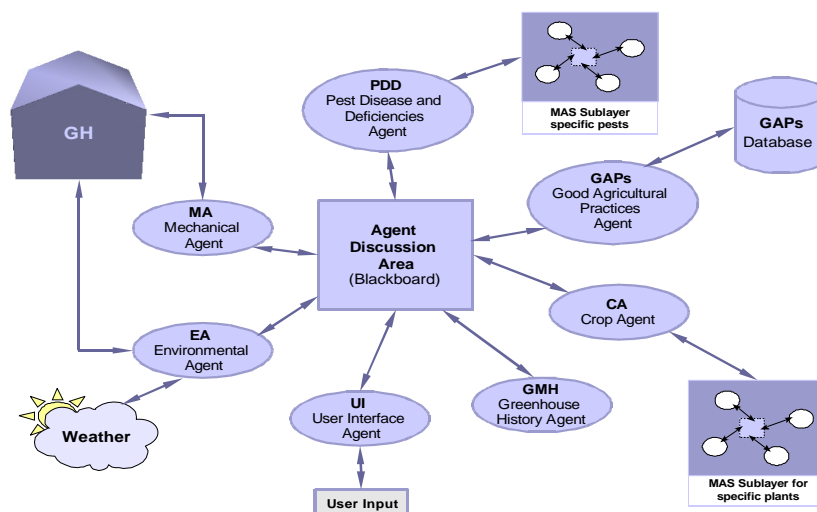 PDD
Pest Disease and
Deficiencies
Agent
MAS Sublayer
specific pests
GAPs
Database
GH
GAPs
Good Agricultural
Practices
Agent
MA
Mechanical
Agent
Agent
Discussion
Area
(Blackboard)
CA
Crop Agent
EA
Environmental
Agent
UI
User Interface
Agent
GMH
Greenhouse
History Agent
Weather
MAS Sublayer for
specific plants
User Input